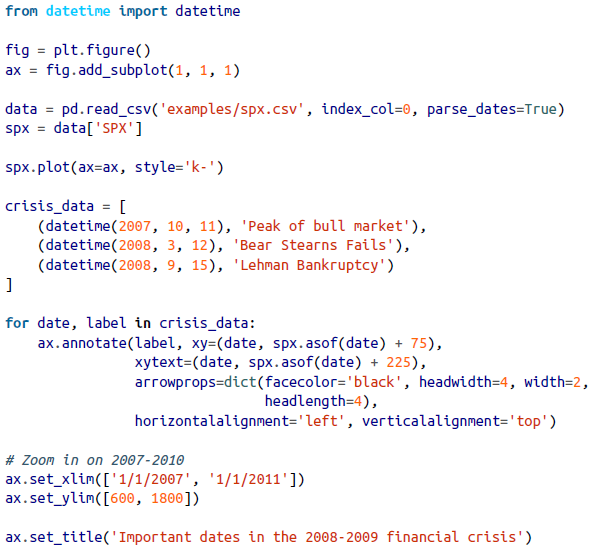 from datetime import datetime

fig = plt.figure()
ax = fig.add_subplot(1, 1, 1)

data = pd.read_csv('examples/spx.csv', index_col=0, parse_dates=True)
spx = data['SPX']

spx.plot(ax=ax, style='k-')

crisis_data = [
    (datetime(2007, 10, 11), 'Peak of bull market'),
    (datetime(2008, 3, 12), 'Bear Stearns Fails'),
    (datetime(2008, 9, 15), 'Lehman Bankruptcy')
]

for date, label in crisis_data:
    ax.annotate(label, xy=(date, spx.asof(date) + 75),
                xytext=(date, spx.asof(date) + 225),
                arrowprops=dict(facecolor='black', headwidth=4, width=2,
                                headlength=4),
                horizontalalignment='left', verticalalignment='top')

# Zoom in on 2007-2010
ax.set_xlim(['1/1/2007', '1/1/2011'])
ax.set_ylim([600, 1800])

ax.set_title('Important dates in the 2008-2009 financial crisis')